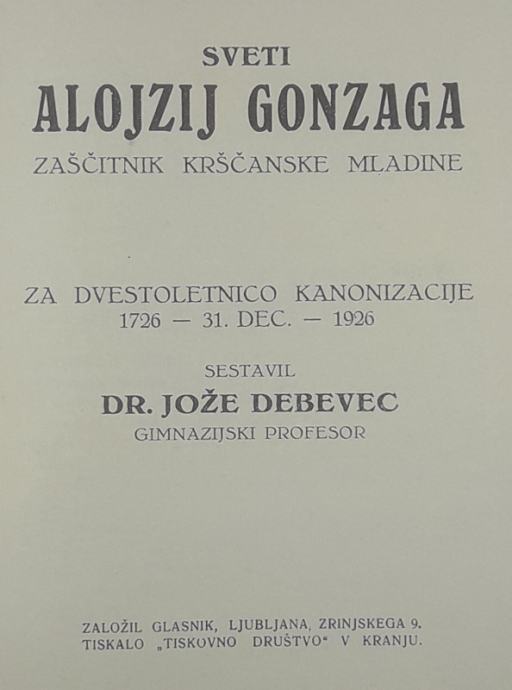 SVETI
ALOJZIJ GONZAGA
ZAŠČITNIK KRŠČANSKE MLADINE
ZA DVESTOLETNICO KANONIZACIJE
1726 — 31. DEC. — 1926
SESTAVIL
DR. JOŽE DEBEVEC
GIMNAZIJSKI PROFESOR
ZALOŽIL GLASNIK, LJUBLJANA, ZRINJSKEGA 9.
TISKALO „TISKOVNO DRUŠTVO“ V KRANJU.